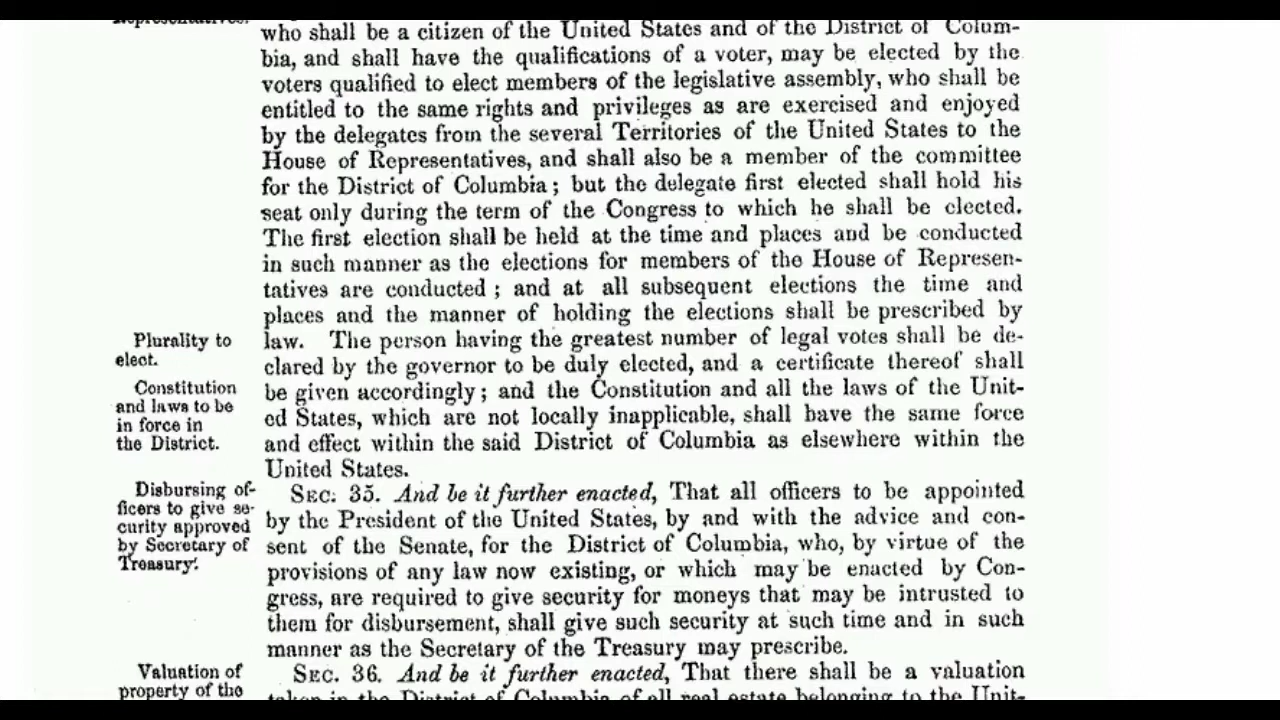 Representatives.
who shall be a citizen of the United States and of the District of Colum-
bia, and shall have the qualifications of a voter, may be elected by the
voters qualified to elect members of the legislative assembly, who shall be
entitled to the same rights and privileges as are exercised and enjoyed
by the delegates from the several Territories of the United States to the
House of Representatives, and shall also be a member of the committee
for the District of Columbia; but the delegate first elected shall hold his
seat only during the term of the Congress to which he shall be elected.
The first election shall be held at the time and places and be conducted
in such manner as the elections for members of the House of Represen-
tatives are conducted; and at all subsequent elections the time and
places and the manner of holding the elections shall be prescribed by
Plurality to
elect.
law. The person having the greatest number of legal votes shall be de-
clared by the governor to be duly elected, and a certificate thereof shall
Constitution
and laws to be
in force in
the District.
be given accordingly; and the Constitution and all the laws of the Unit-
ed States, which are not locally inapplicable, shall have the same force
and effect within the said District of Columbia as elsewhere within the
United States.
Disbursing of-
ficers to give se-
curity approved
by Secretary of
Treasury.
SEC. 35. And be it further enacted, That all officers to be appointed
by the President of the United States, by and with the advice and con-
sent of the Senate, for the District of Columbia, who, by virtue of the
provisions of any law now existing, or which may be enacted by Con-
gress, are required to give security for moneys that may be intrusted to
them for disbursement, shall give such security at such time and in such
manner as the Secretary of the Treasury may prescribe.
Valuation of
property of the
SEC. 36. And be it further enacted, That there shall be a valuation
taken in the District of Columbia of all real estate belonging to the Unit-